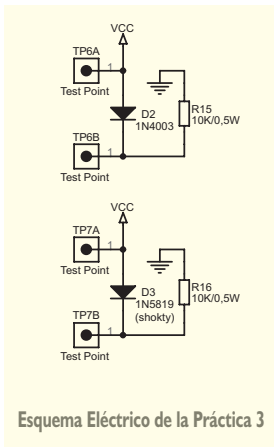 VCC
TP6A
1
Test Point
R15
10K/0,5W
D2
1N4003
TP6B
1
Test Point
VCC
TP7A
1
Test Point
R16
10K/0,5W
D3
1N5819
(shokty)
TP7B
1
Test Point
Esquema Eléctrico de la Práctica 3